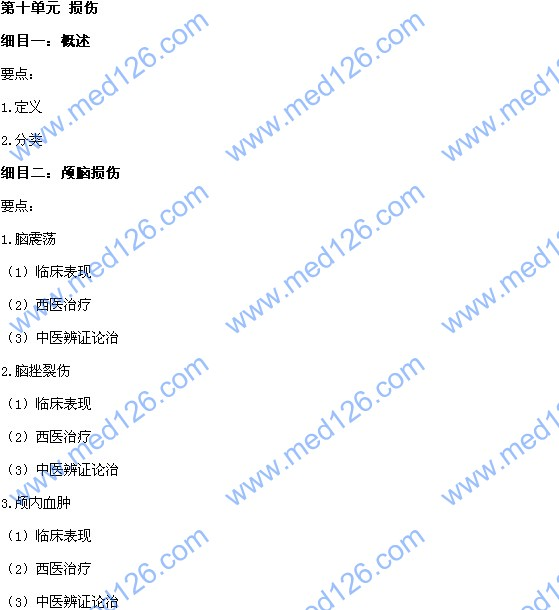 第十单元 损伤
细目一：概述
要点：
1.定义
2.分类
细目二：颅脑损伤
要点：
1.脑震荡
（1）临床表现
（2）西医治疗
（3）中医辨证论治
2.脑挫裂伤
（1）临床表现
（2）西医治疗
（3）中医辨证论治
3.颅内血肿
（1）临床表现
（2）西医治疗
（3）中医辨证论治
www.med126.com